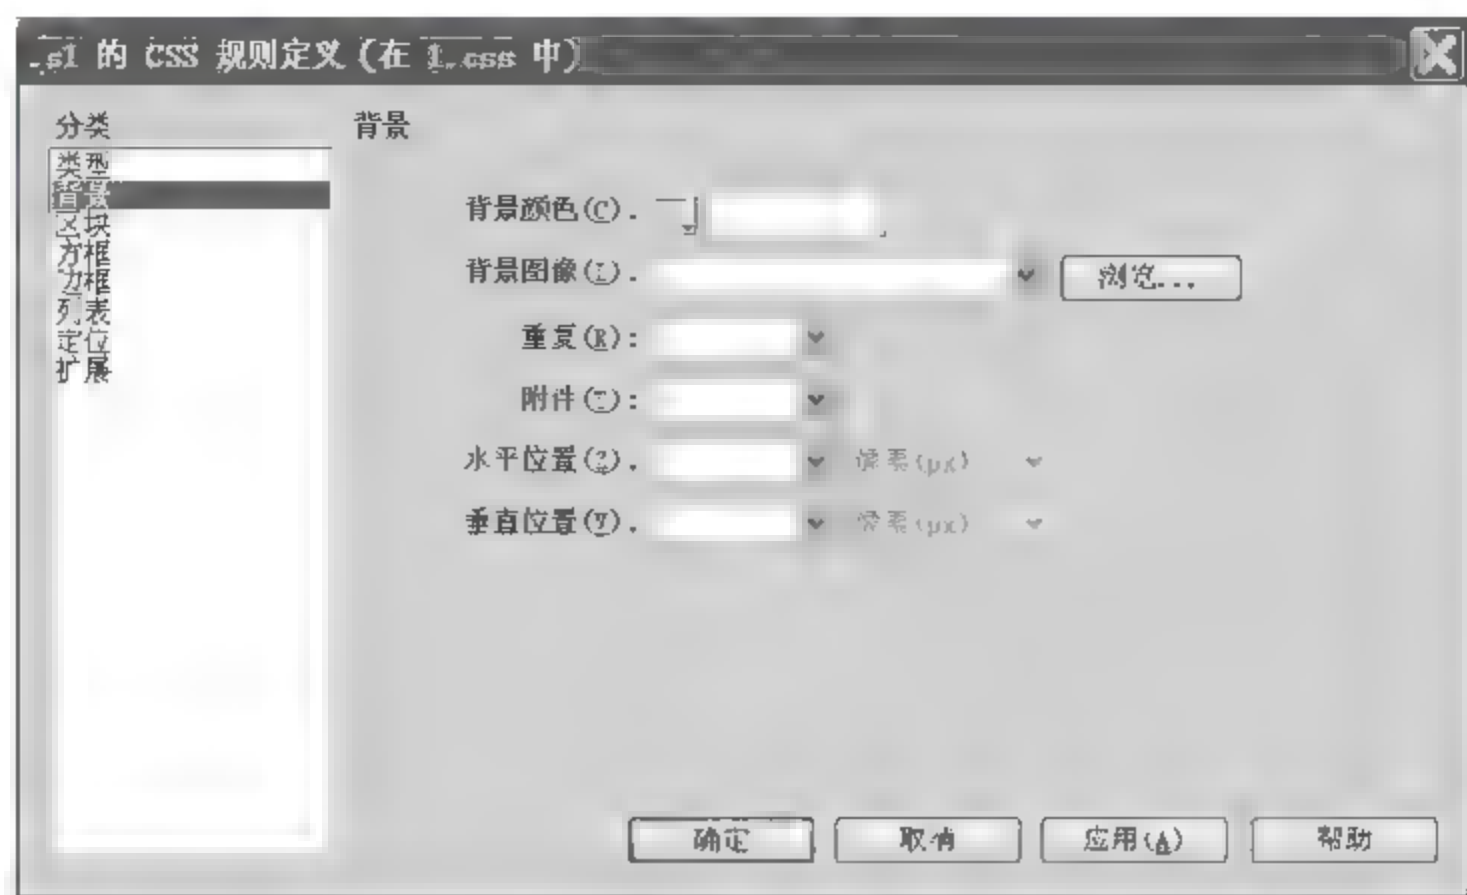 .s1 的 CSS 规则定义 (在 1.css 中)
分类
背景
类型
背景
区块
方框
边框
列表
定位
扩展
背景颜色(C):
背景图像(I):
浏览...
重复(R):
附件(T):
水平位置(Z):
像素(px)
垂直位置(V):
像素(px)
确定
取消
应用(A)
帮助